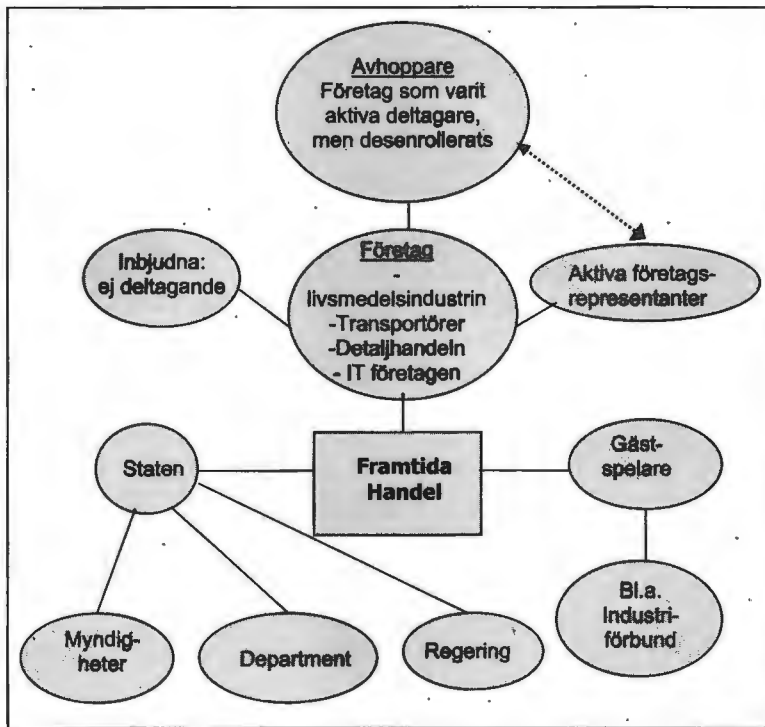 Avhoppare
Företag som varit
aktiva deltagare,
men desenrollerats
Inbjudna:
ej deltagande
Företag
-
livsmedelsindustrin
-Transportörer
-Detaljhandeln
- IT företagen
Aktiva företags-
representanter
Staten
Framtida
Handel
Gäst-
spelare
Myndig-
heter
Department
Regering
Bl.a.
Industri-
förbund